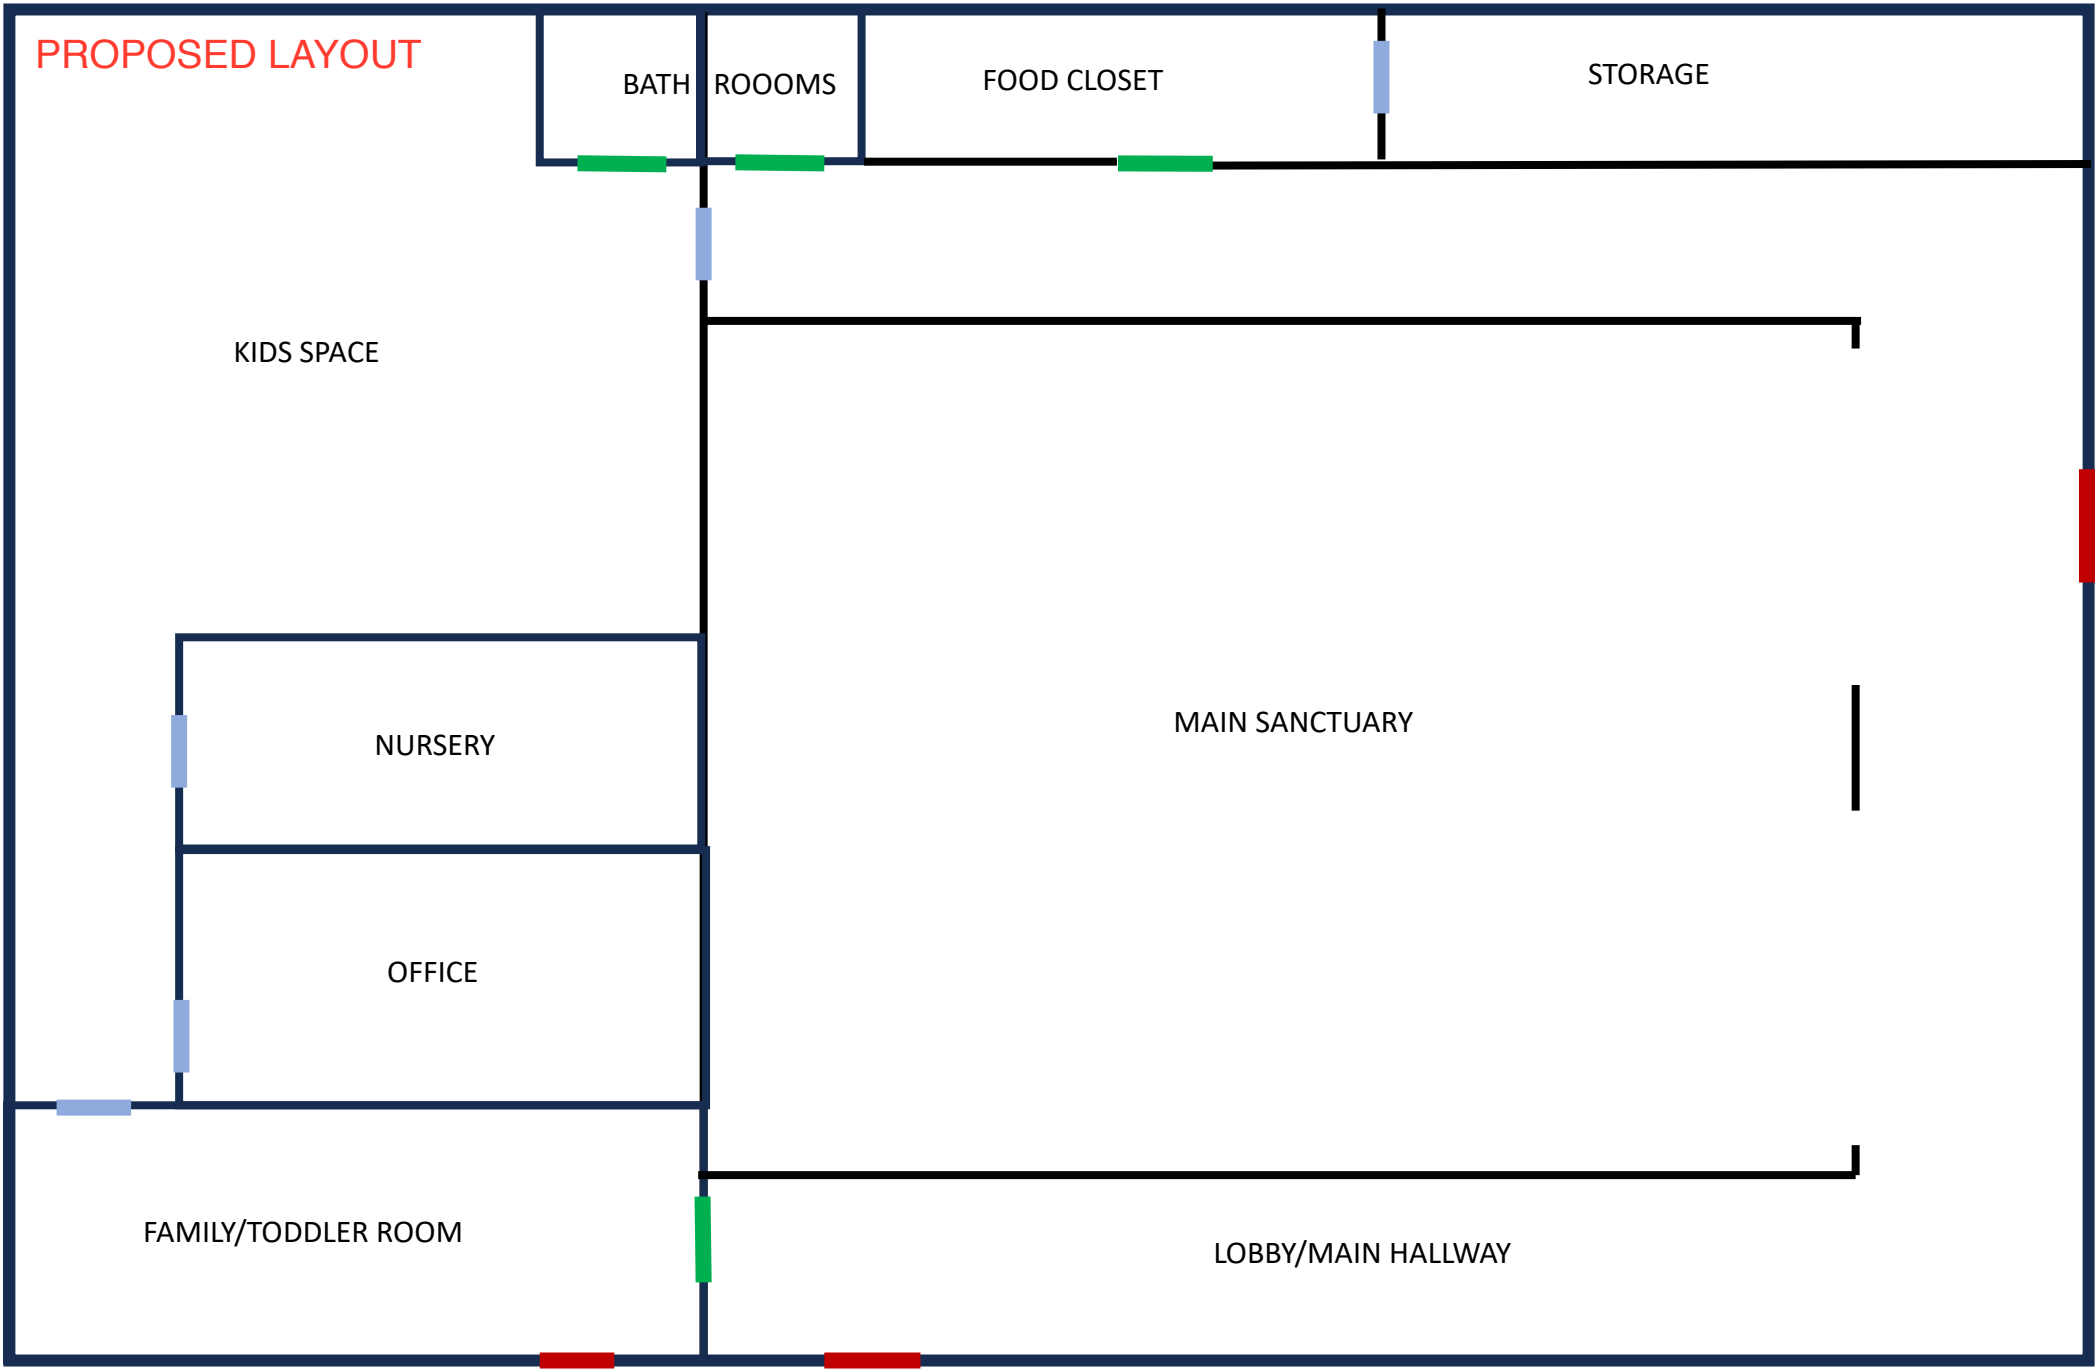 PROPOSED LAYOUT
BATH ROOOMS
FOOD CLOSET
STORAGE
KIDS SPACE
NURSERY
MAIN SANCTUARY
OFFICE
FAMILY/TODDLER ROOM
LOBBY/MAIN HALLWAY